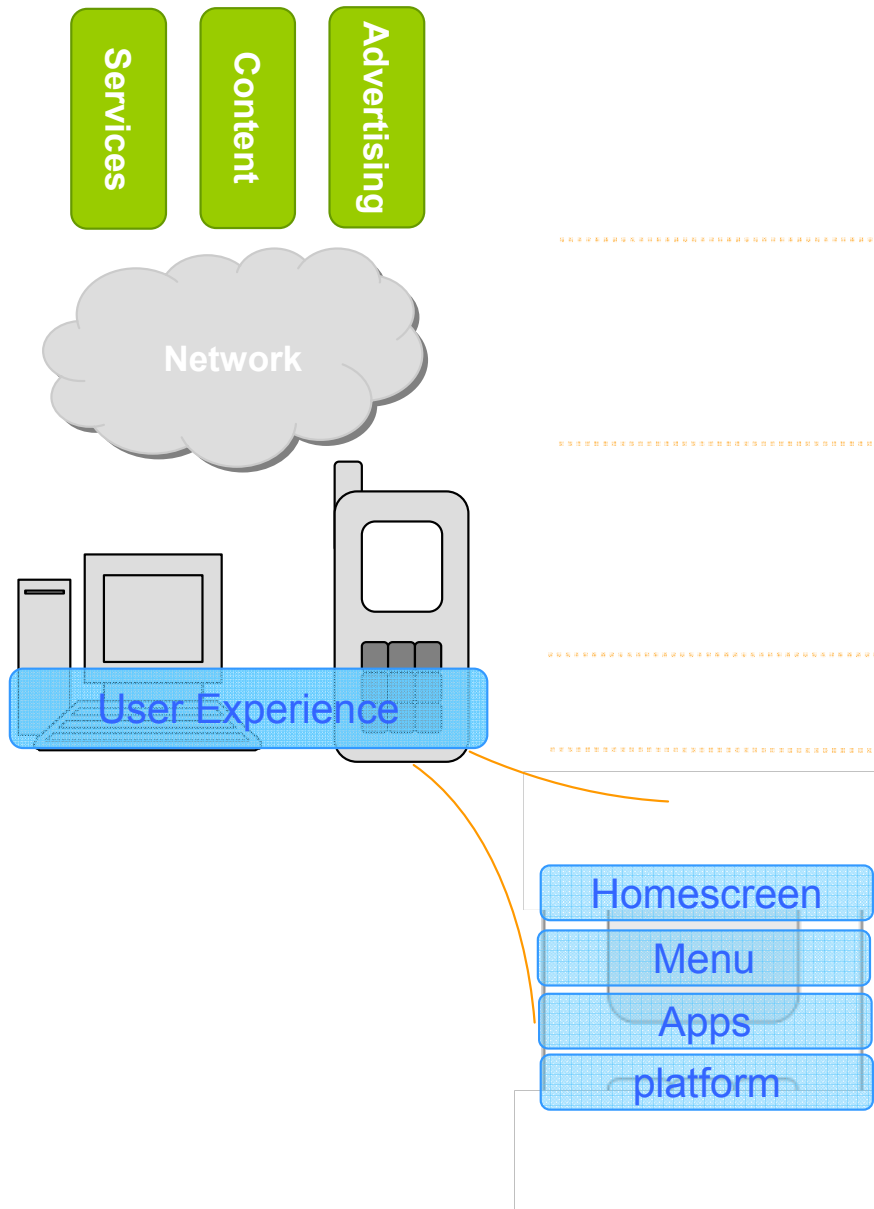 Services
Content
Advertising
Network
User Experience
Homescreen
Menu
Apps
platform